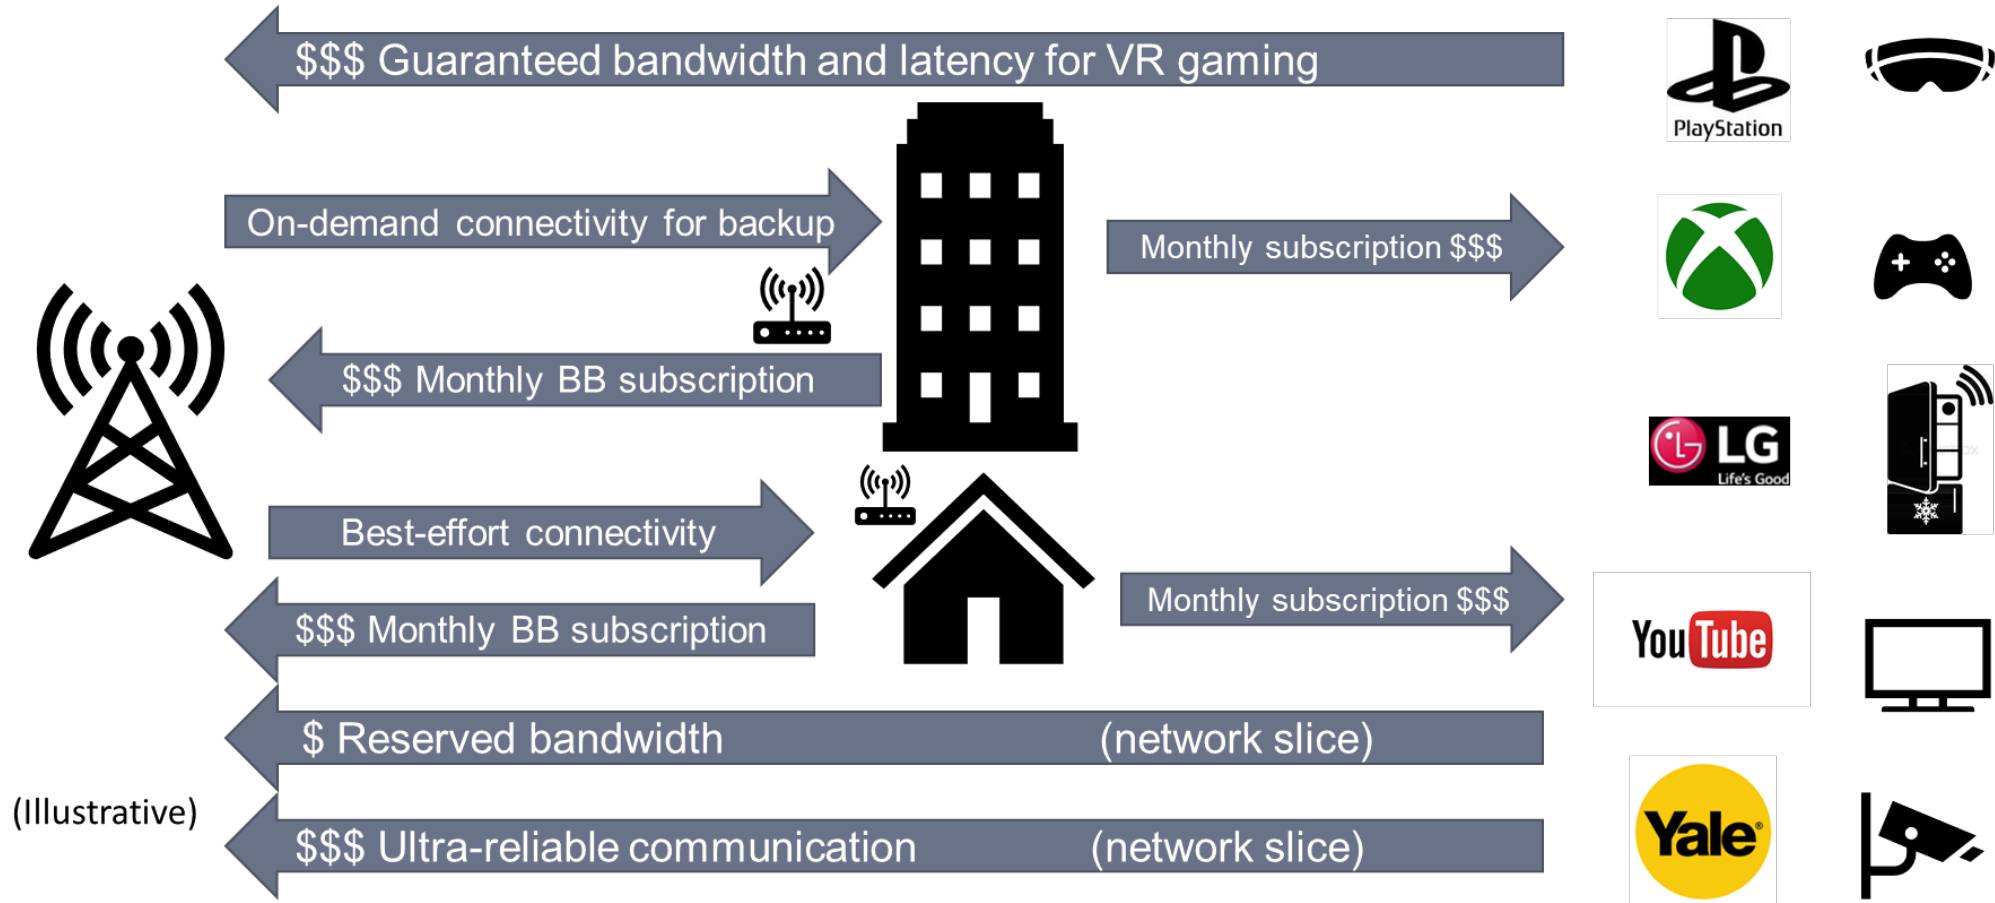 $$$ Guaranteed bandwidth and latency for VR gaming
PlayStation
On-demand connectivity for backup
Monthly subscription $$$
$$$ Monthly BB subscription
LG
Life's Good
Best-effort connectivity
Monthly subscription $$$
$$$ Monthly BB subscription
YouTube
$ Reserved bandwidth (network slice)
(Illustrative)
$$$ Ultra-reliable communication (network slice)
Yale®